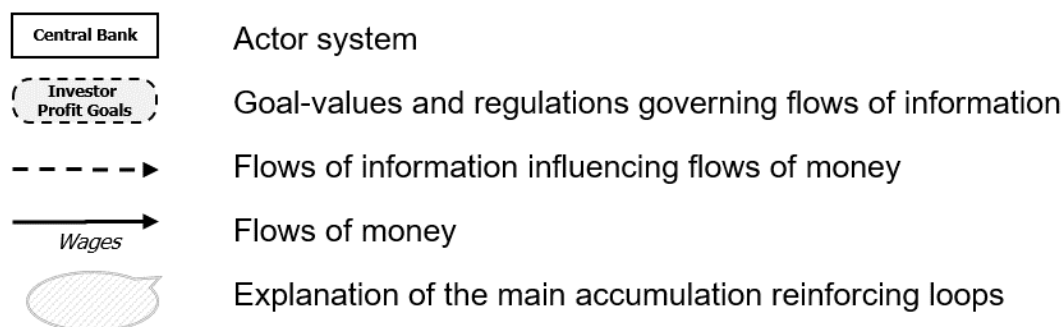 Central Bank Actor system
Investor
Profit Goals
Goal-values and regulations governing flows of information
Flows of information influencing flows of money
Flows of money
Wages
Explanation of the main accumulation reinforcing loops